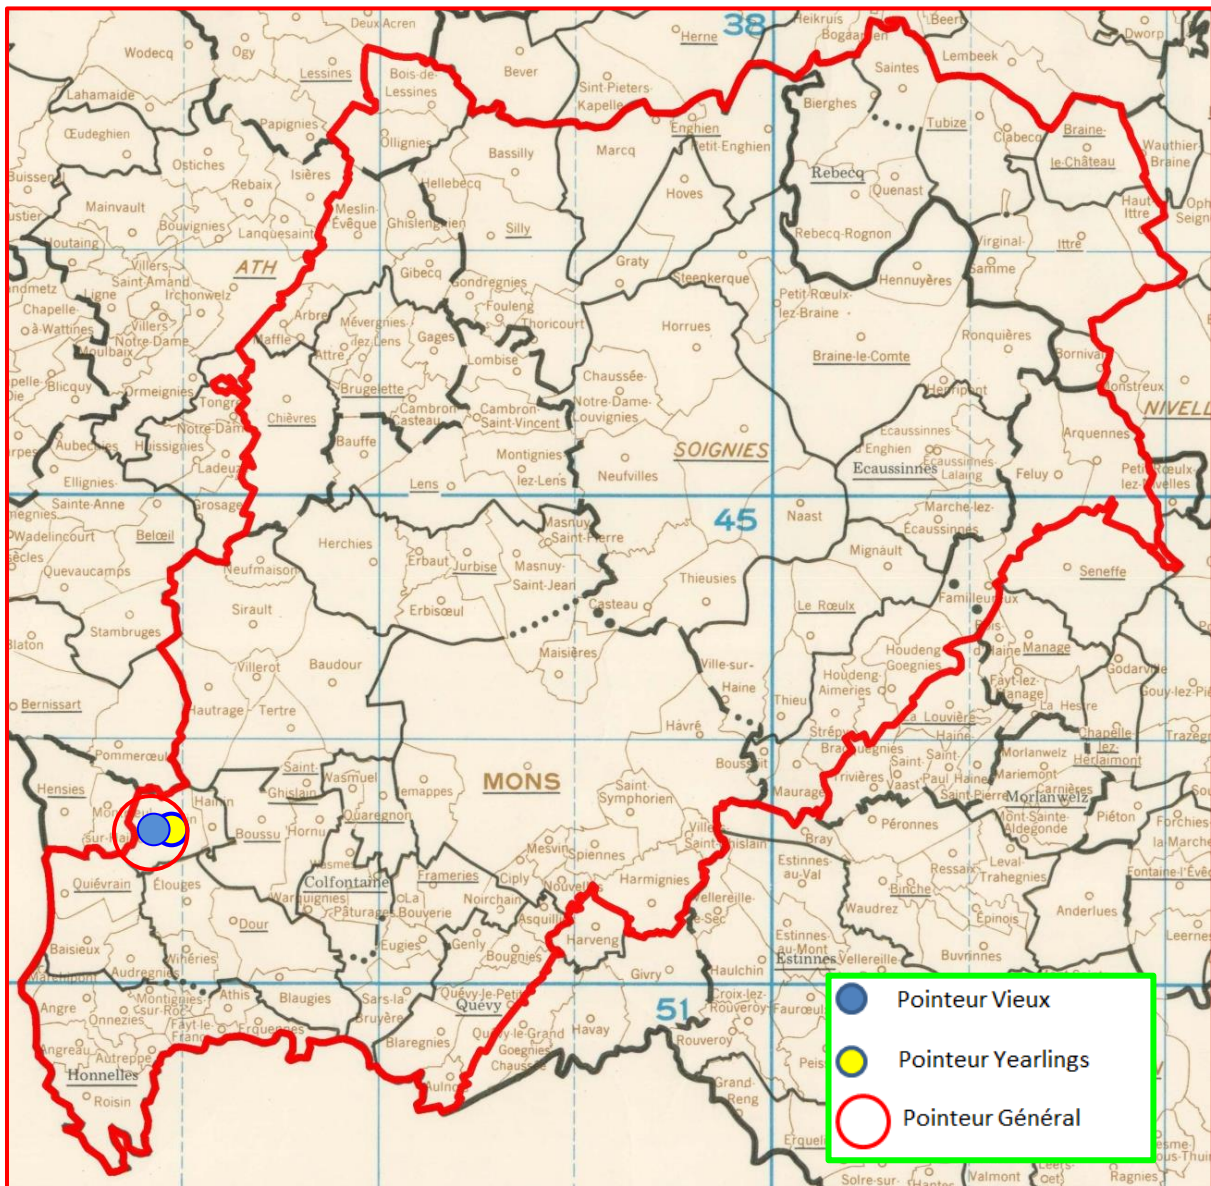 Deux Acren
38
Heikruis
Beert
Dworp
Wodecq
Ogy
Herne
Bogaarden
Lembeek
Lessines
Bois-de-
Lessines
Bever
Saintes
Lahamaide
Sint-Pieters-
Kapelle
Bierghes
Papignies
Enghien
Tubize
Clabecq
Braine-
le-Château
Œudeghien
Ollignies
Bassilly
Marcq
Petit-Enghien
Wauthier-
Braine
Ostiches
Isières
Rebecq
Rebaix
Hellebecq
Hoves
Quenast
Mainvault
Meslin-
Évêque
Ghislenghien
Silly
Haut-
Ittre
Bouvignies
Lanquesaint
Rebecq-Rognon
Virginal-
Samme
Ittre
Houtaing
ATH
Gibecq
Graty
Steenkerque
Hennuyères
Villers-
Saint-Amand
Ligne
Irchonwelz
Gondregnies
Fouleng
Petit-Rœulx-
lez-Braine
Chapelle-
à-Wattines
Villers-
Notre-Dame
Arbre
Mévergnies-
lez-Lens
Thoricourt
Horrues
Ronquières
Moulbaix
Maffle
Attre
Gages
Lombise
Braine-le-Comte
Bornival
Blicquy
Ormeignies
Brugelette
Chaussée-
Notre-Dame-
Louvignies
Henripont
Monstreux
Tongre-
Notre-Dame
Chièvres
Cambron-
Casteau
Cambron-
Saint-Vincent
NIVELL
Aubechies
Huissignies
Bauffe
SOIGNIES
Ecaussinnes
d'Enghien
Arquennes
Ladeuze
Montignies-
lez-Lens
Neufvilles
Ecaussinnes
Ecaussinnes-
Lalaing
Feluy
Petit-Rœulx-
lez-Nivelles
Ellignies-
Sainte-Anne
Lens
Grosage
45
Naast
Marche-lez-
Écaussinnes
Wadelincourt
Belœil
Herchies
Masnuy-
Saint-Pierre
Mignault
Quevaucamps
Neufmaison
Erbaut
Jurbise
Masnuy-
Saint-Jean
Thieusies
Seneffe
Sirault
Erbisœul
Casteau
Le Rœulx
Familleureux
Stambruges
Maisières
Bois-
d'Haine
Manage
Blaton
Villerot
Baudour
Ville-sur-
Haine
Houdeng-
Goegnies
Godarville
Houdeng-
Aimeries
Fayt-lez-
Manage
Gouy-lez-Piè
Bernissart
Hautrage
Tertre
Thieu
La Hestre
Havré
Strépy-
Bracquegnies
La Louvière
Chapelle-
lez-
Herlaimont
Trazegn
Pommerœul
Haine-
Saint-
Paul
Morlanwelz
Mariemont
Saint-
Ghislain
Wasmuel
MONS
Boussoit
Trivières
Saint-
Vaast
Haine-
Saint-Pierre
Carnières
Hensies
Hainin
Jemappes
Saint-
Symphorien
Maurage
Morlanwelz
Quaregnon
Mont-Sainte-
Aldegonde
Piéton
Forchies-
la-Marche
Boussu
Hornu
Villers-
Saint-Ghislain
Bray
Péronnes
Mesvin
Spiennes
Wasmes
Estinnes-
au-Val
Ressaix
Leval-
Trahegnies
Quiévrain
Élouges
Colfontaine
Frameries
Ciply
Nouvelles
Harmignies
Binche
Fontaine-l'Évê
Warquignies
La
Bouverie
Noirchain
Vellereille-
le-Sec
Waudrez
Épinois
Anderlues
Dour
Pâturages
Asquillies
Baisieux
Eugies
Genly
Harveng
Estinnes-
au-Mont
Leernes
Wihéries
Bougnies
Estinnes
Vellereille
Buvrinnes
Audregnies
Givry
Haulchin
Marchipont
Montignies-
sur-Roc
Athis
Blaugies
Sars-la-
Bruyère
Quévy-le-Petit
Quévy
Croix-lez-
Rouveroy
Faurœul
Angre
Onnezies
Fayt-le-
Franc
Erquennes
Quévy-le-Grand
Havay
51
Rouveroy
Angreau
Autreppe
Blaregnies
Goegnies
Chaussée
Peis
Honnelles
Aulnois
Grand-
Reng
Roisin
Erqueli
Solre-sur-
Valmont
Ragnies
Pointeur Vieux
Pointeur Yearlings
Pointeur Général